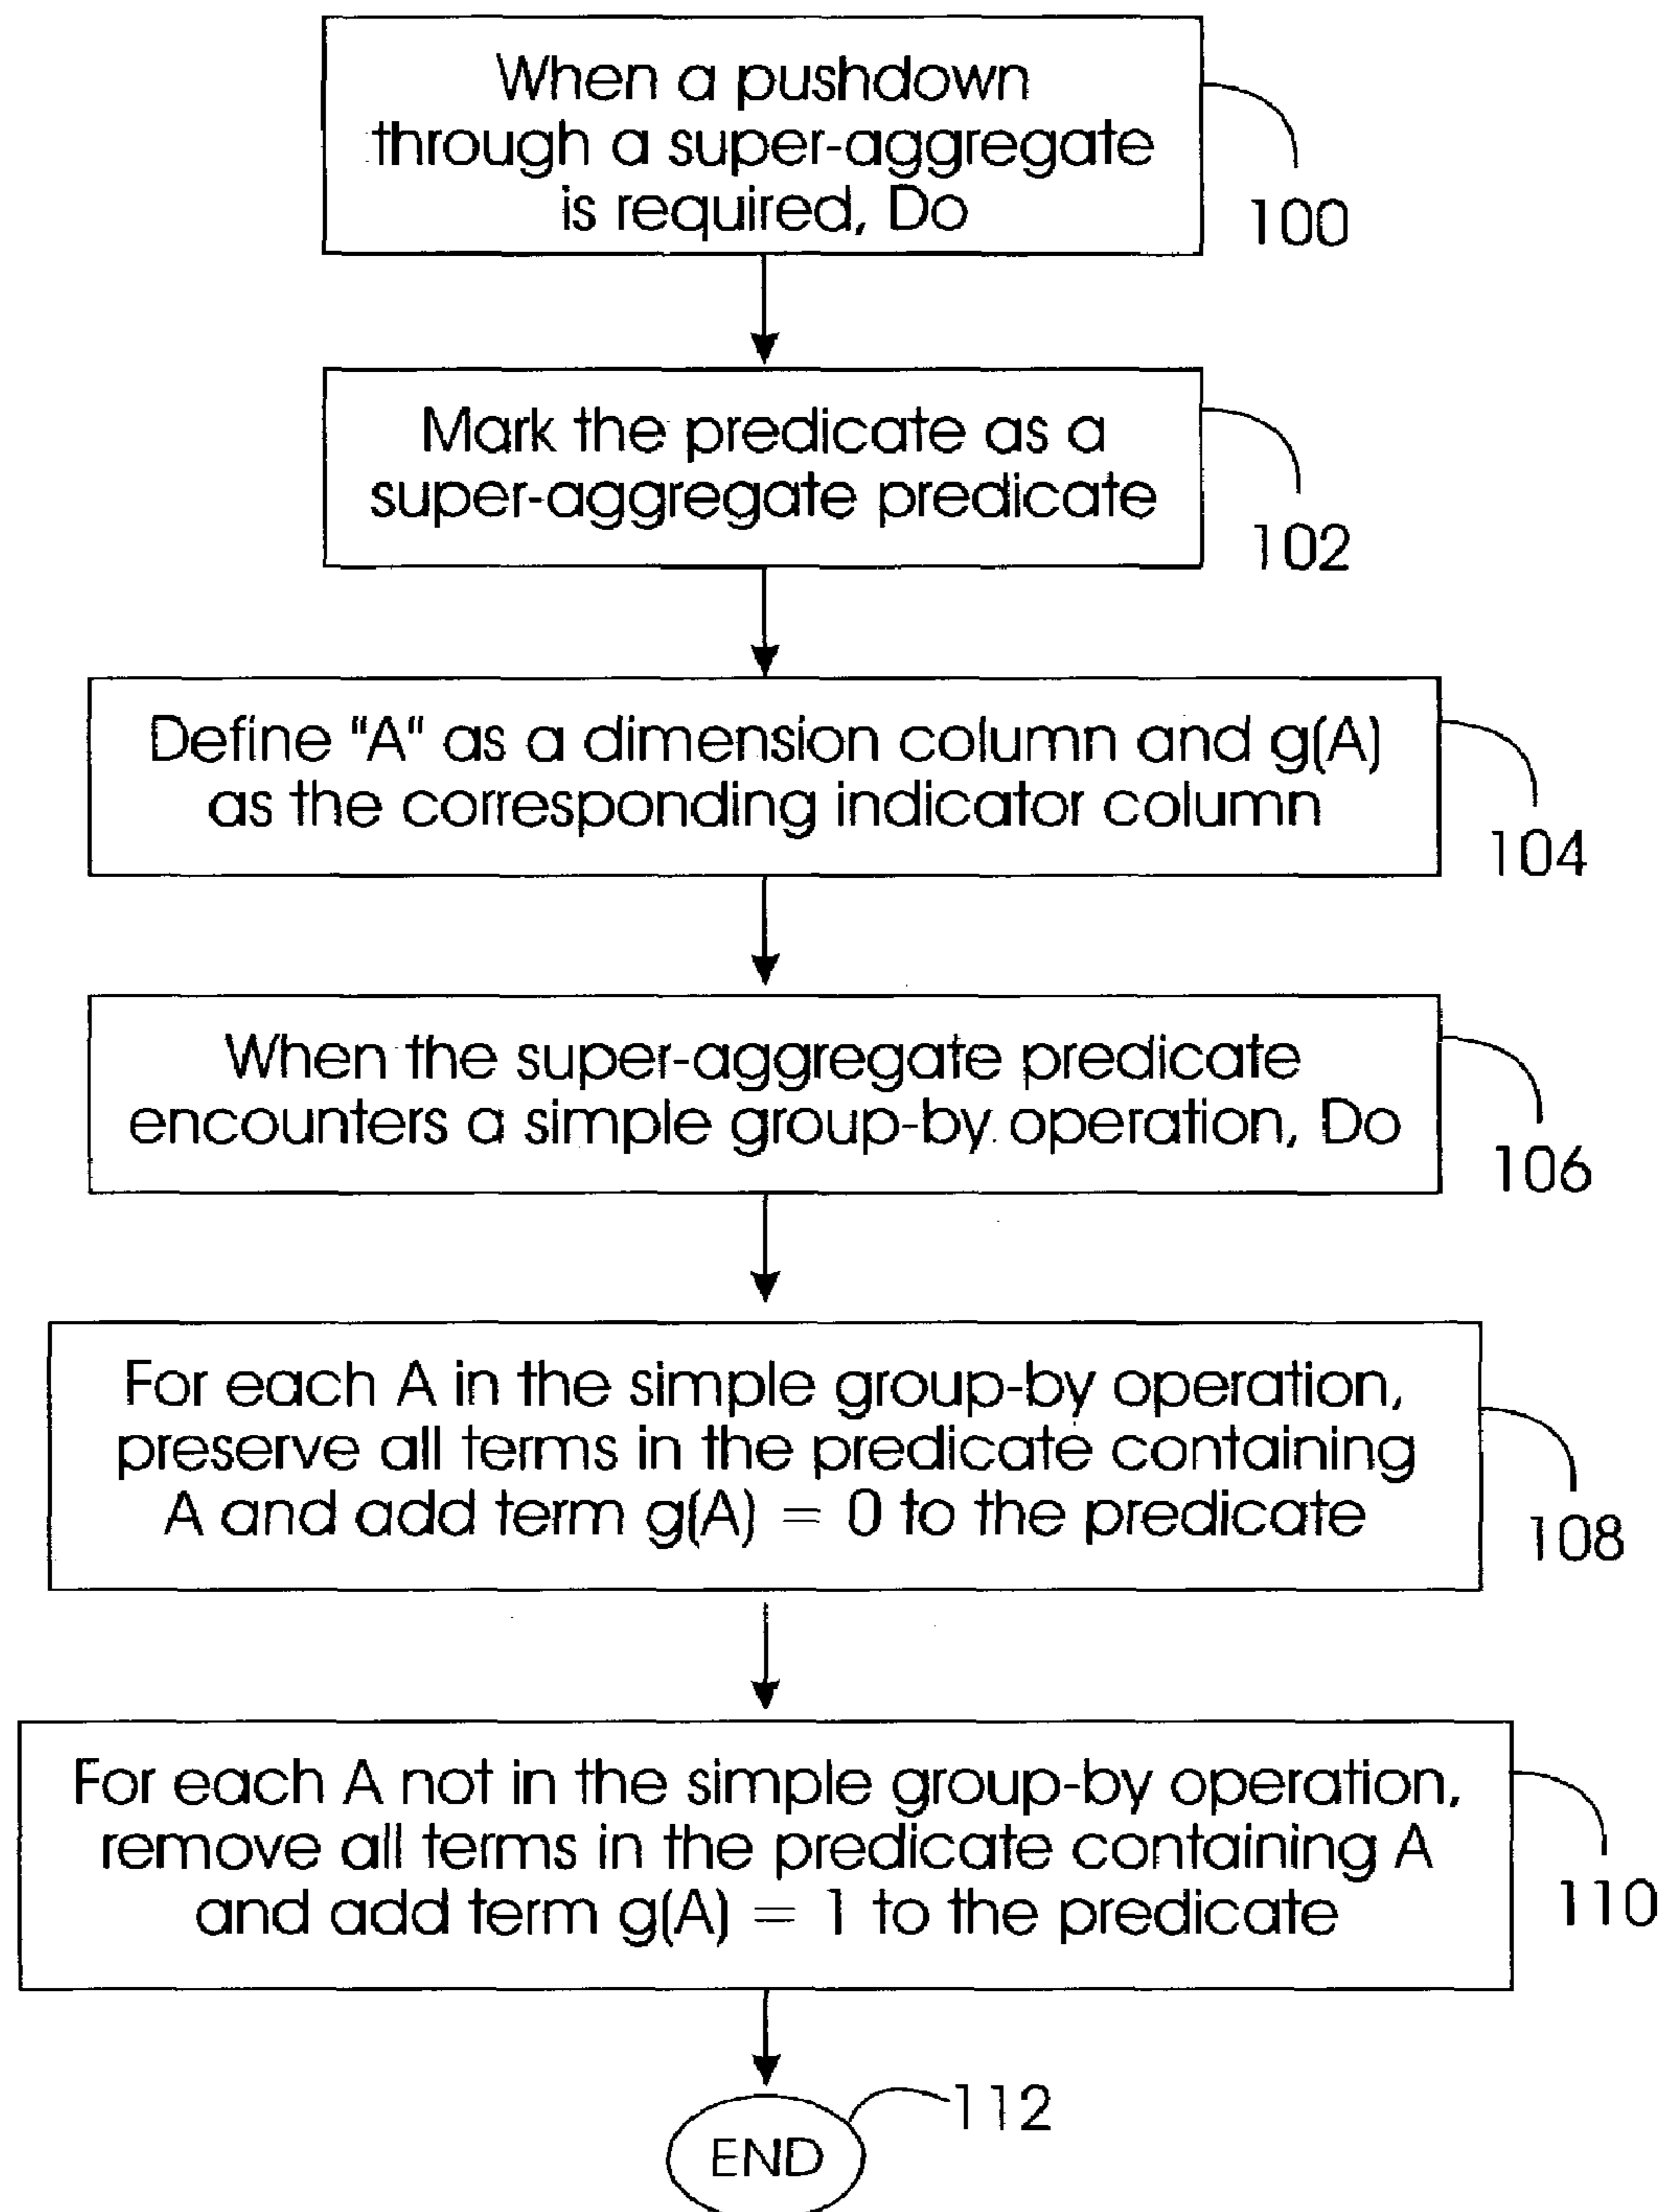 When a pushdown
through a super-aggregate
is required, Do
100
Mark the predicate as a
super-aggregate predicate
102
Define "A" as a dimension column and g(A)
as the corresponding indicator column
104
When the super-aggregate predicate
encounters a simple group-by operation, Do
106
For each A in the simple group-by operation,
preserve all terms in the predicate containing
A and add term g(A) = 0 to the predicate
108
For each A not in the simple group-by operation,
remove all terms in the predicate containing A
and add term g(A) = 1 to the predicate
110
112
END